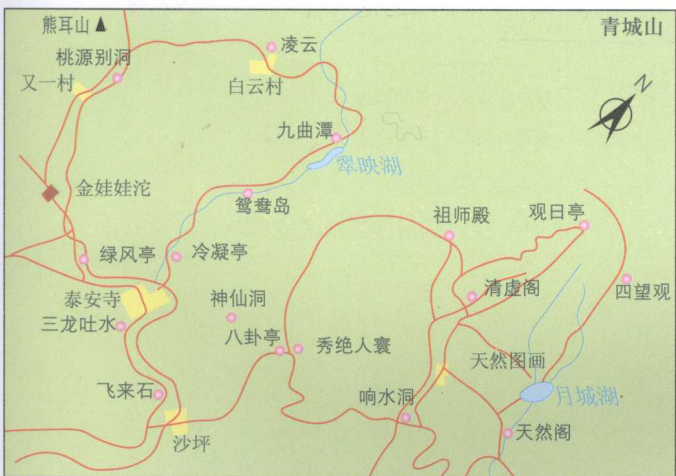 熊耳山
青城山
凌云
桃源别洞
又一村
白云村
N
九曲潭
翠映湖
金娃娃沱
鸳鸯岛
祖师殿
观日亭
绿风亭
冷凝亭
清虚阁
四望观
泰安寺
神仙洞
三龙吐水
八卦亭
秀绝人寰
天然图画
飞来石
响水洞
月城湖
沙坪
天然阁